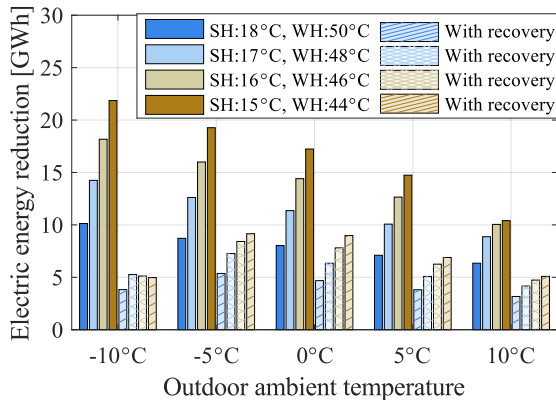 SH:18°C, WH:50°C With recovery
SH:17°C, WH:48°C With recovery
SH:16°C, WH:46°C With recovery
SH:15°C, WH:44°C With recovery
Electric energy reduction [GWh]
30
25
20
15
10
5
0
-10°C -5°C 0°C 5°C 10°C
Outdoor ambient temperature